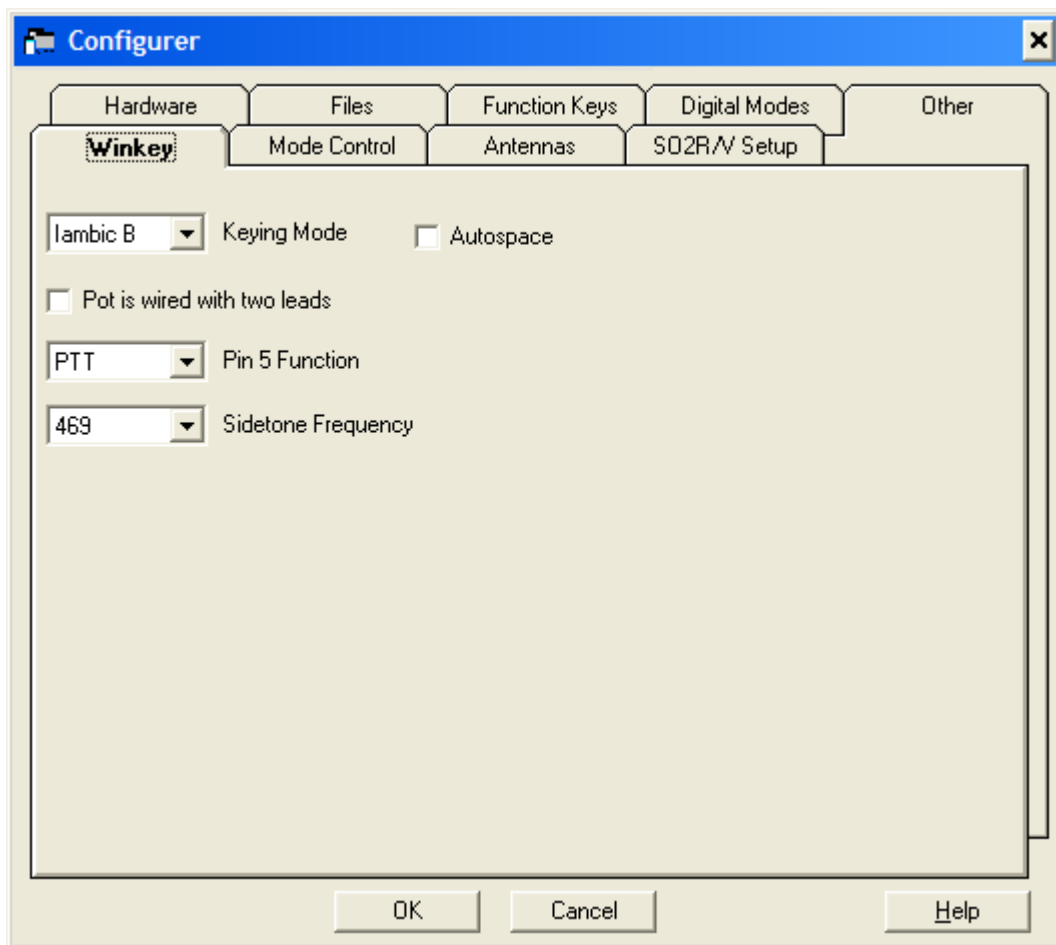 Configurer
Hardware Files Function Keys Digital Modes Other
Winkey Mode Control Antennas SO2R/V Setup
Iambic B Keying Mode Autospace
Pot is wired with two leads
PTT Pin 5 Function
469 Sidetone Frequency
OK Cancel Help